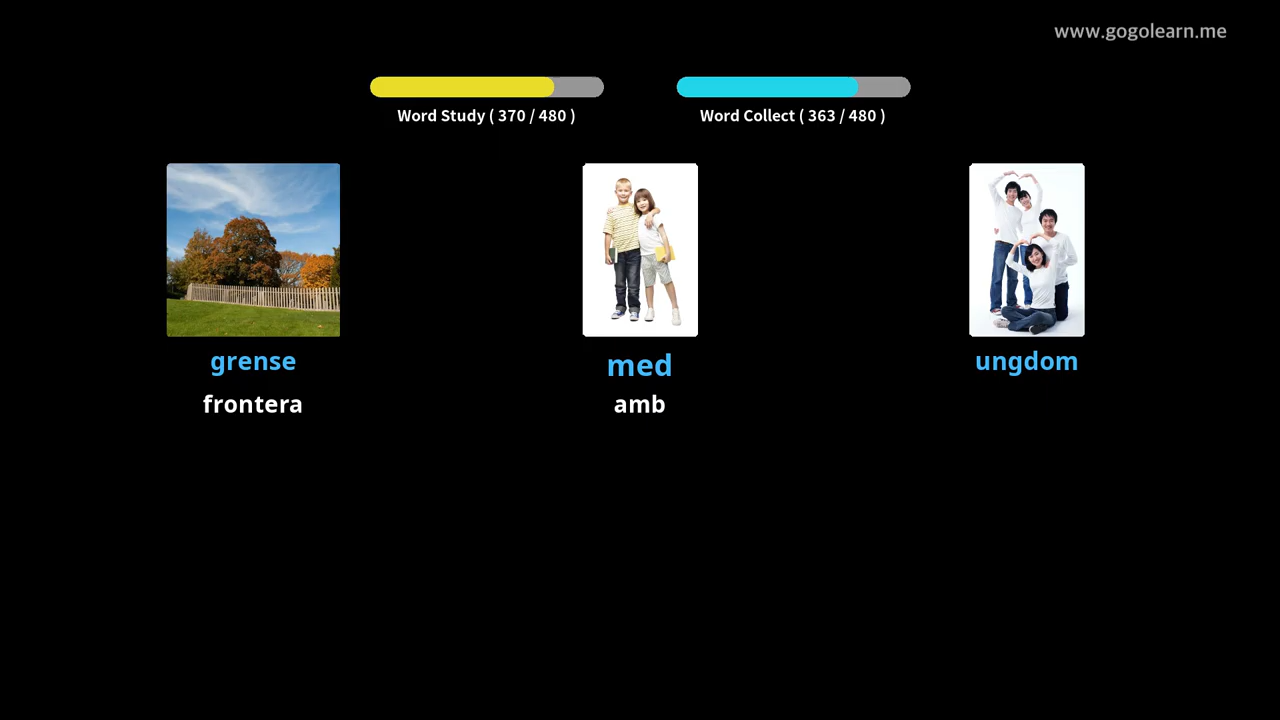 www.gogolearn.me
Word Study ( 370 / 480 )
Word Collect ( 363 / 480 )
grense
med
ungdom
frontera
amb